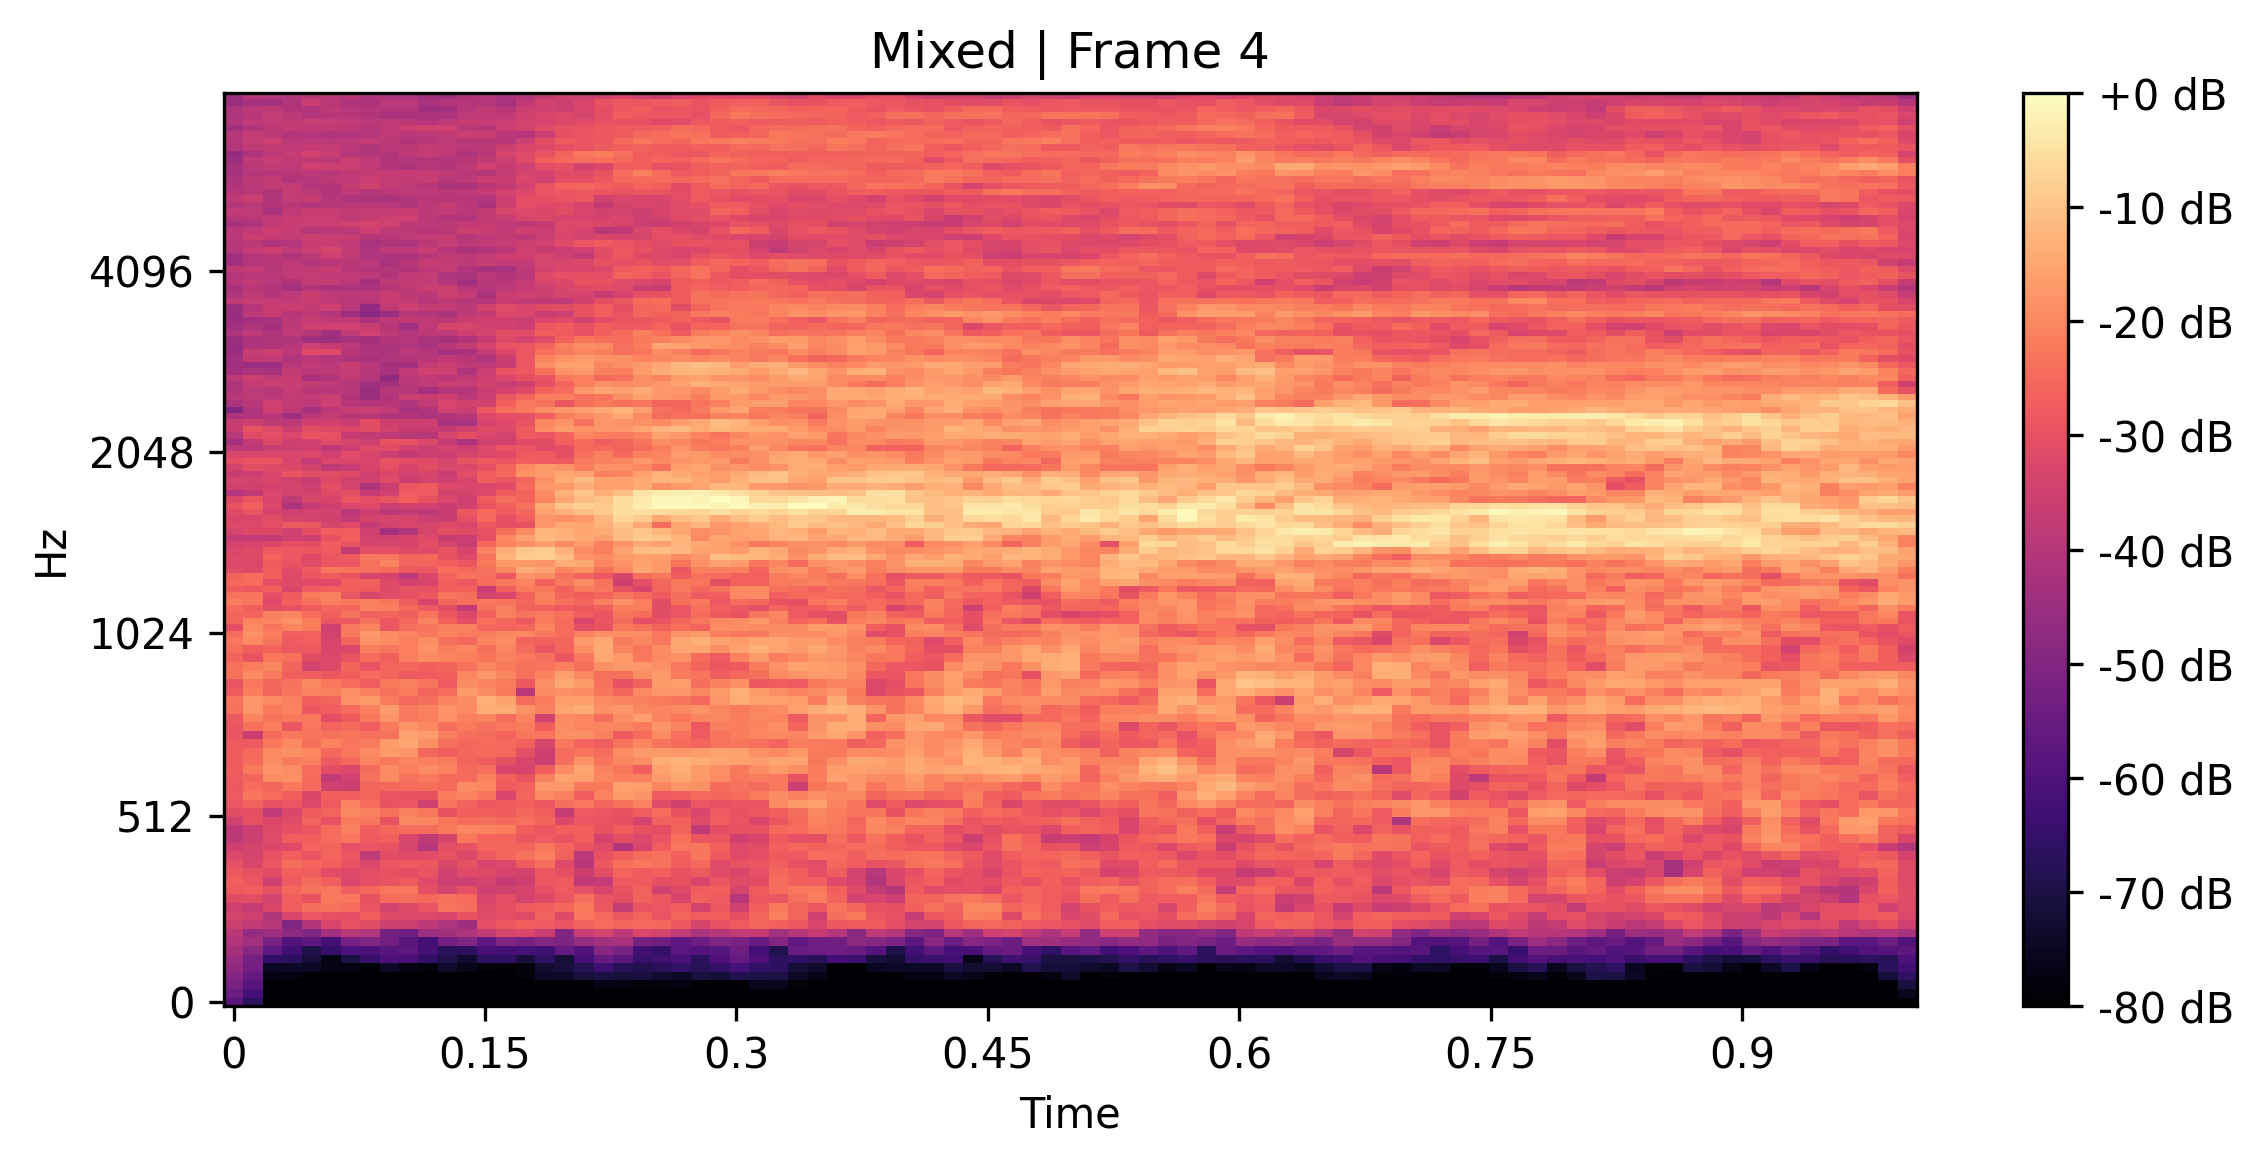 Mixed | Frame 4
+0 dB
-10 dB
-20 dB
-30 dB
-40 dB
-50 dB
-60 dB
-70 dB
-80 dB
4096
2048
1024
512
0
Hz
0 0.15 0.3 0.45 0.6 0.75 0.9
Time